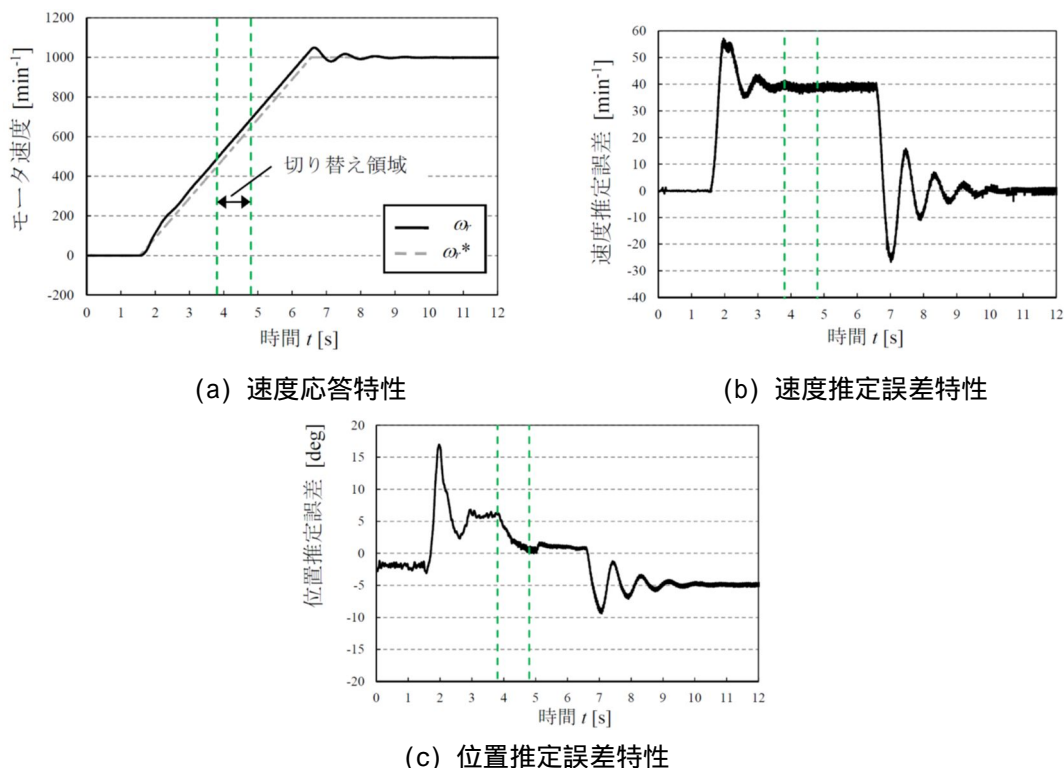 モータ速度 [min-1]
1200
1000
800
600
400
200
0
-200
切り替え領域
ωr
ωr*
0 1 2 3 4 5 6 7 8 9 10 11 12
時間 t [s]
(a) 速度応答特性
速度推定誤差 [min-1]
60
50
40
30
20
10
0
-10
-20
-30
-40
0 1 2 3 4 5 6 7 8 9 10 11 12
時間 t [s]
(b) 速度推定誤差特性
位置推定誤差 [deg]
20
15
10
5
0
-5
-10
-15
-20
0 1 2 3 4 5 6 7 8 9 10 11 12
時間 t [s]
(c) 位置推定誤差特性